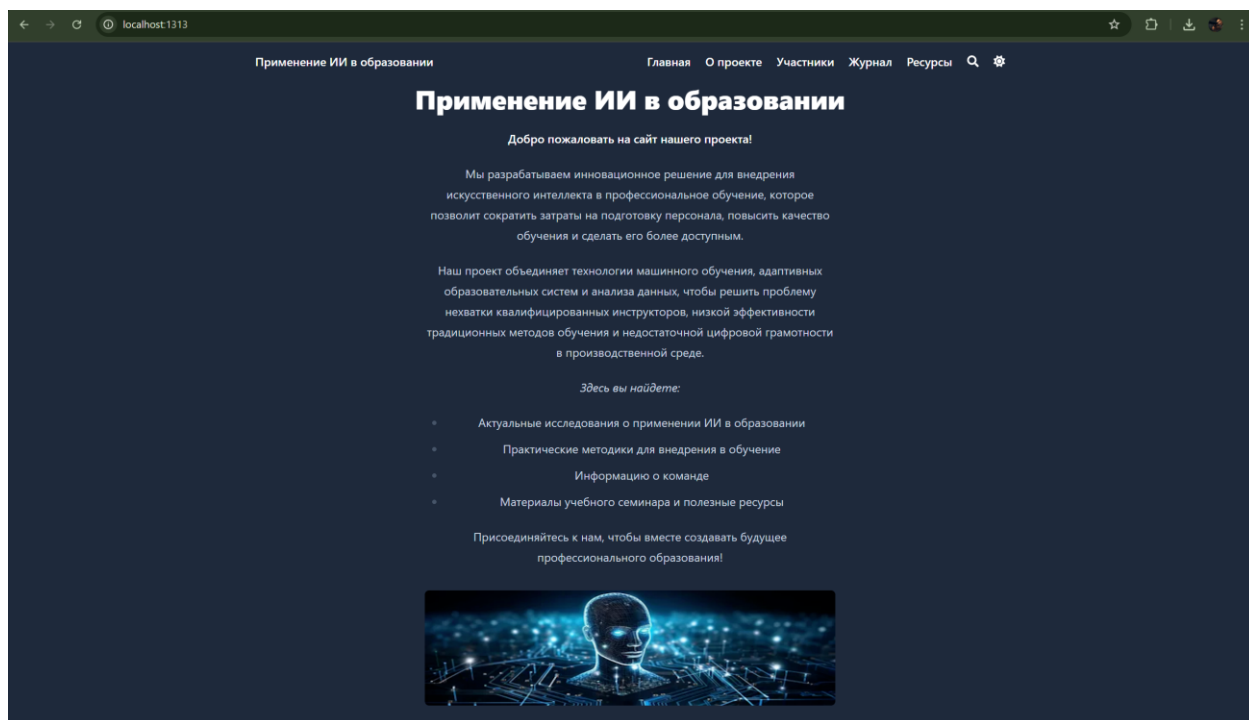 localhost:1313
Применение ИИ в образовании
Главная О проекте Участники Журнал Ресурсы
Применение ИИ в образовании
Добро пожаловать на сайт нашего проекта!
Мы разрабатываем инновационное решение для внедрения
искусственного интеллекта в профессиональное обучение, которое
позволит сократить затраты на подготовку персонала, повысить качество
обучения и сделать его более доступным.
Наш проект объединяет технологии машинного обучения, адаптивных
образовательных систем и анализа данных, чтобы решить проблему
нехватки квалифицированных инструкторов, низкой эффективности
традиционных методов обучения и недостаточной цифровой грамотности
в производственной среде.
Здесь вы найдете:
Актуальные исследования о применении ИИ в образовании
Практические методики для внедрения в обучение
Информацию о команде
Материалы учебного семинара и полезные ресурсы
Присоединяйтесь к нам, чтобы вместе создавать будущее
профессионального образования!